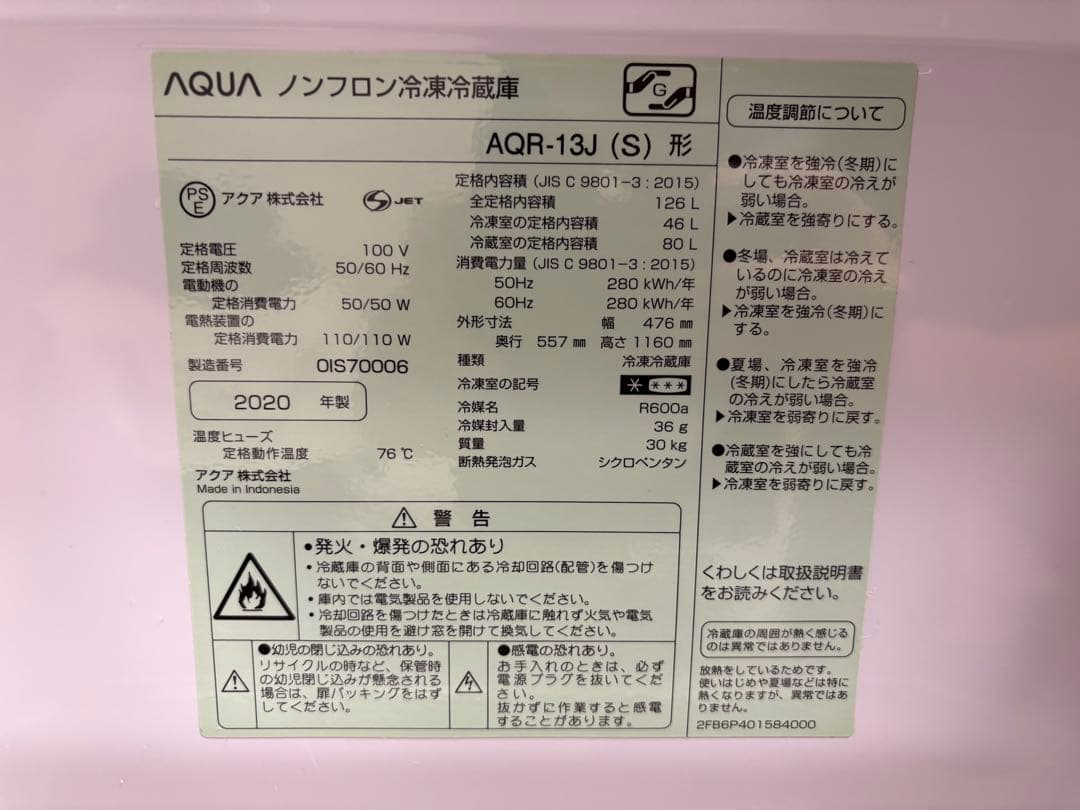 AQUA ノンフロン冷凍冷蔵庫
G
AQR-13J (S) 形
PS
E
アクア 株式会社
S JET
定格電圧 100 V
定格周波数 50/60 Hz
電動機の
定格消費電力 50/50 W
電熱装置の
定格消費電力 110/110 W
製造番号 OIS70006
2020 年製
温度ヒューズ
定格動作温度 76 ℃
アクア 株式会社
Made in Indonesia
定格内容積 (JIS C 9801-3 : 2015)
全定格内容積 126 L
冷凍室の定格内容積 46 L
冷蔵室の定格内容積 80 L
消費電力量 (JIS C 9801-3 : 2015)
50Hz 280 kWh/年
60Hz 280 kWh/年
外形寸法 幅 476 ㎜
奥行 557 ㎜ 高さ 1160 ㎜
種類 冷凍冷蔵庫
冷凍室の記号 * ***
冷媒名 R600a
冷媒封入量 36 g
質量 30 kg
断熱発泡ガス シクロペンタン
⚠ 警 告
●発火・爆発の恐れあり
・冷蔵庫の背面や側面にある冷却回路(配管)を傷つけ
ないでください。
・庫内では電気製品を使用しないでください。
・冷却回路を傷つけたときは冷蔵庫に触れず火気や電気
製品の使用を避け窓を開けて換気してください。
●幼児の閉じ込みの恐れあり。
リサイクルの時など、保管時
の幼児閉じ込みが懸念される
場合は、扉パッキングをはず
してください。
●感電の恐れあり。
お手入れのときは、必ず
電源プラグを抜いてくだ
さい。
抜かずに作業すると感電
することがあります。
温度調節について
●冷凍室を強冷(冬期)に
しても冷凍室の冷えが
弱い場合。
▶冷蔵室を強寄りにする。
●冬場、冷蔵室は冷えて
いるのに冷凍室の冷え
が弱い場合。
▶冷凍室を強冷(冬期)に
する。
●夏場、冷凍室を強冷
(冬期)にしたら冷蔵室
の冷えが弱い場合。
▶冷凍室を弱寄りに戻す。
●冷蔵室を強にしても冷
蔵室の冷えが弱い場合。
▶冷凍室を弱寄りに戻す。
くわしくは取扱説明書
をお読みください。
冷蔵庫の周囲が熱く感じる
のは異常ではありません。
放熱をしているためです。
使いはじめや夏場などは特に
熱くなりますが、異常ではあ
りません。
2FB6P401584000